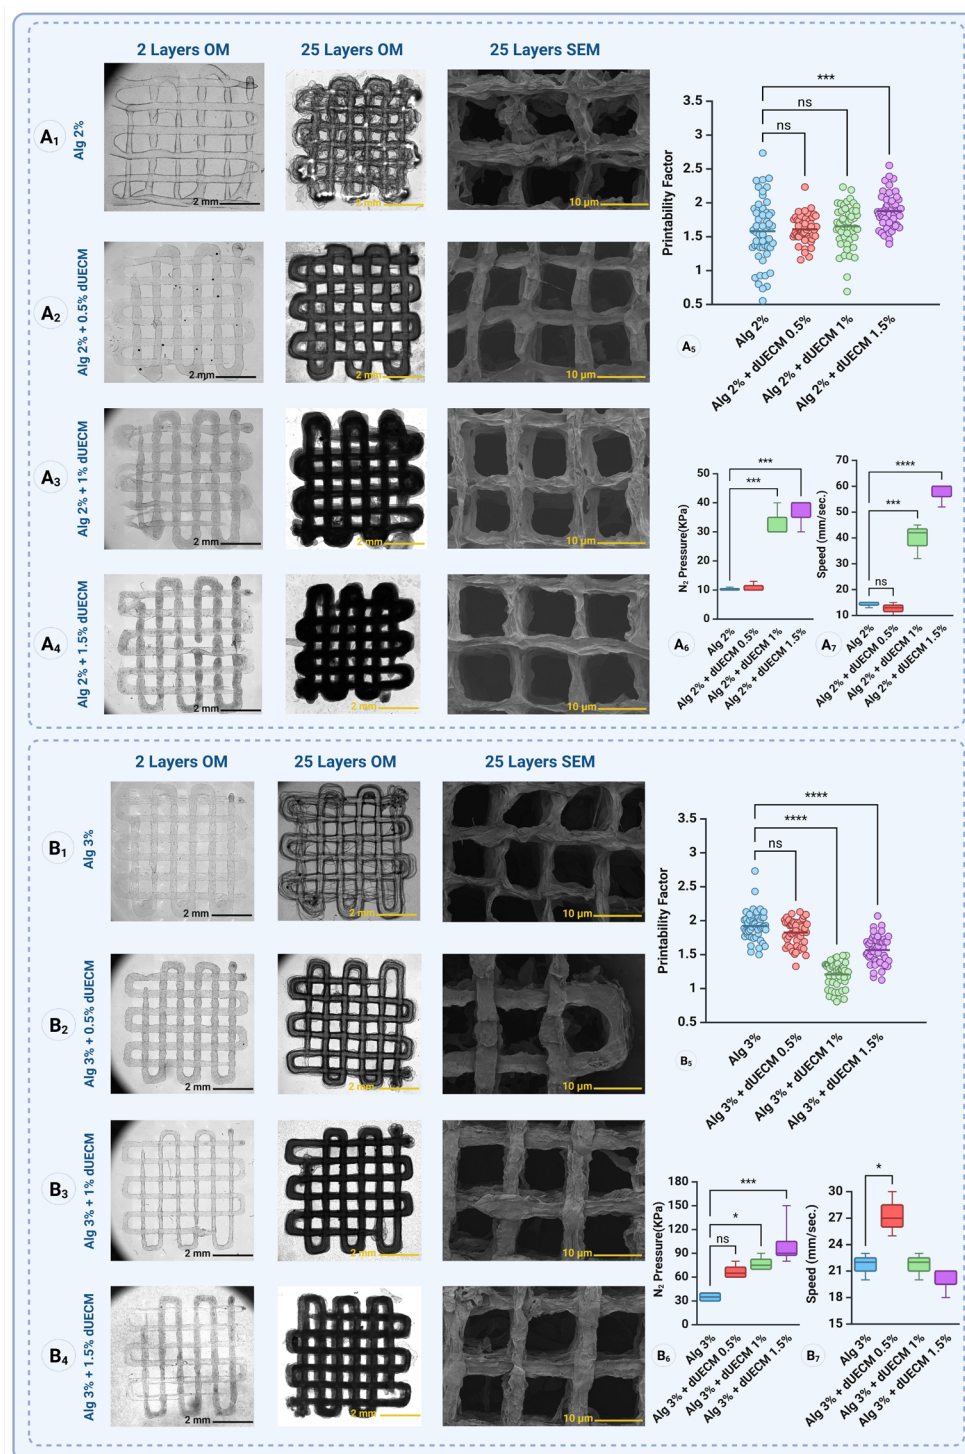 2 Layers OM 25 Layers OM 25 Layers SEM
A1
Alg 2%
2 mm 2 mm 10 µm
A2
Alg 2% + 0.5% dUECM
2 mm 2 mm 10 µm
A3
Alg 2% + 1% dUECM
2 mm 2 mm 10 µm
A4
Alg 2% + 1.5% dUECM
2 mm 2 mm 10 µm
Printability Factor
3.5
3
2.5
2
1.5
1
0.5
***
ns
ns
A5
Alg 2%
Alg 2% + dUECM 0.5%
Alg 2% + dUECM 1%
Alg 2% + dUECM 1.5%
N2 Pressure(KPa)
50
40
30
20
10
0
***
***
A6
Alg 2%
Alg 2% + dUECM 0.5%
Alg 2% + dUECM 1%
Alg 2% + dUECM 1.5%
Speed (mm/sec.)
70
60
50
40
30
20
10
****
***
ns
A7
Alg 2%
Alg 2% + dUECM 0.5%
Alg 2% + dUECM 1%
Alg 2% + dUECM 1.5%
2 Layers OM 25 Layers OM 25 Layers SEM
B1
Alg 3%
2 mm 2 mm 10 µm
B2
Alg 3% + 0.5% dUECM
2 mm 2 mm 10 µm
B3
Alg 3% + 1% dUECM
2 mm 2 mm 10 µm
B4
Alg 3% + 1.5% dUECM
2 mm 2 mm 10 µm
Printability Factor
3.5
3
2.5
2
1.5
1
0.5
****
****
ns
B5
Alg 3%
Alg 3% + dUECM 0.5%
Alg 3% + dUECM 1%
Alg 3% + dUECM 1.5%
N2 Pressure(KPa)
180
150
120
90
60
30
0
***
*
ns
B6
Alg 3%
Alg 3% + dUECM 0.5%
Alg 3% + dUECM 1%
Alg 3% + dUECM 1.5%
Speed (mm/sec.)
30
27
24
21
18
15
*
B7
Alg 3%
Alg 3% + dUECM 0.5%
Alg 3% + dUECM 1%
Alg 3% + dUECM 1.5%